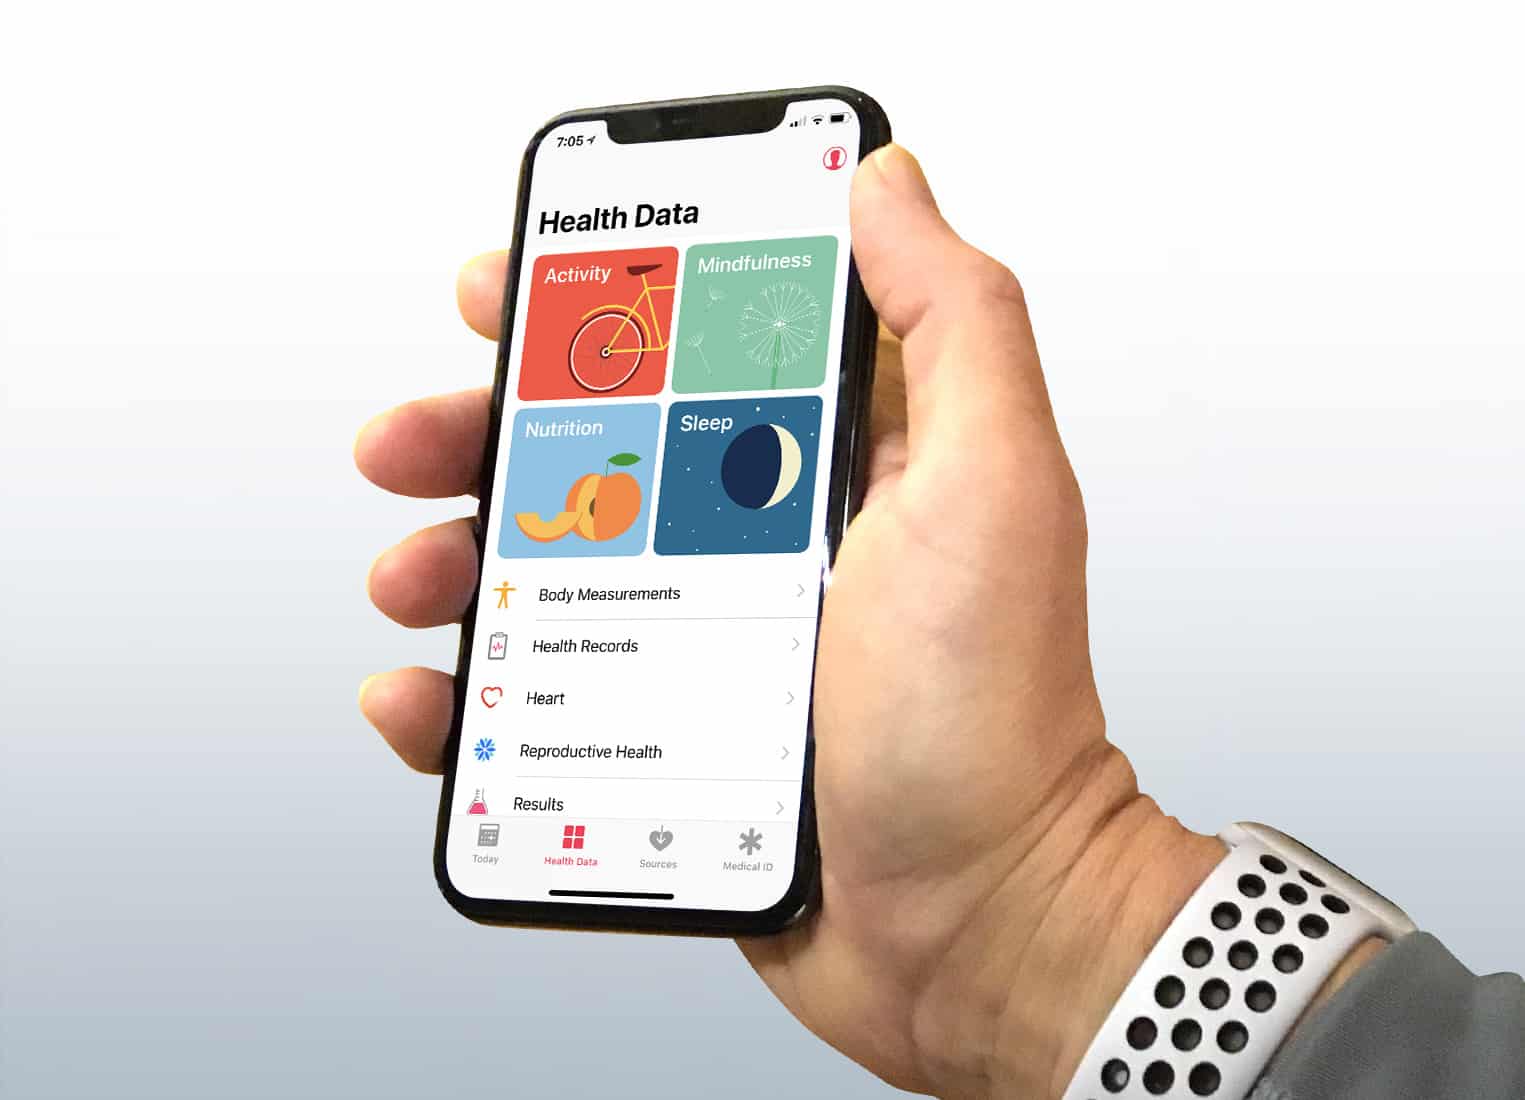 7:05
Health Data
Activity
Mindfulness
Nutrition
Sleep
Body Measurements
Health Records
Heart
Reproductive Health
Results
Today
Health Data
Sources
Medical ID